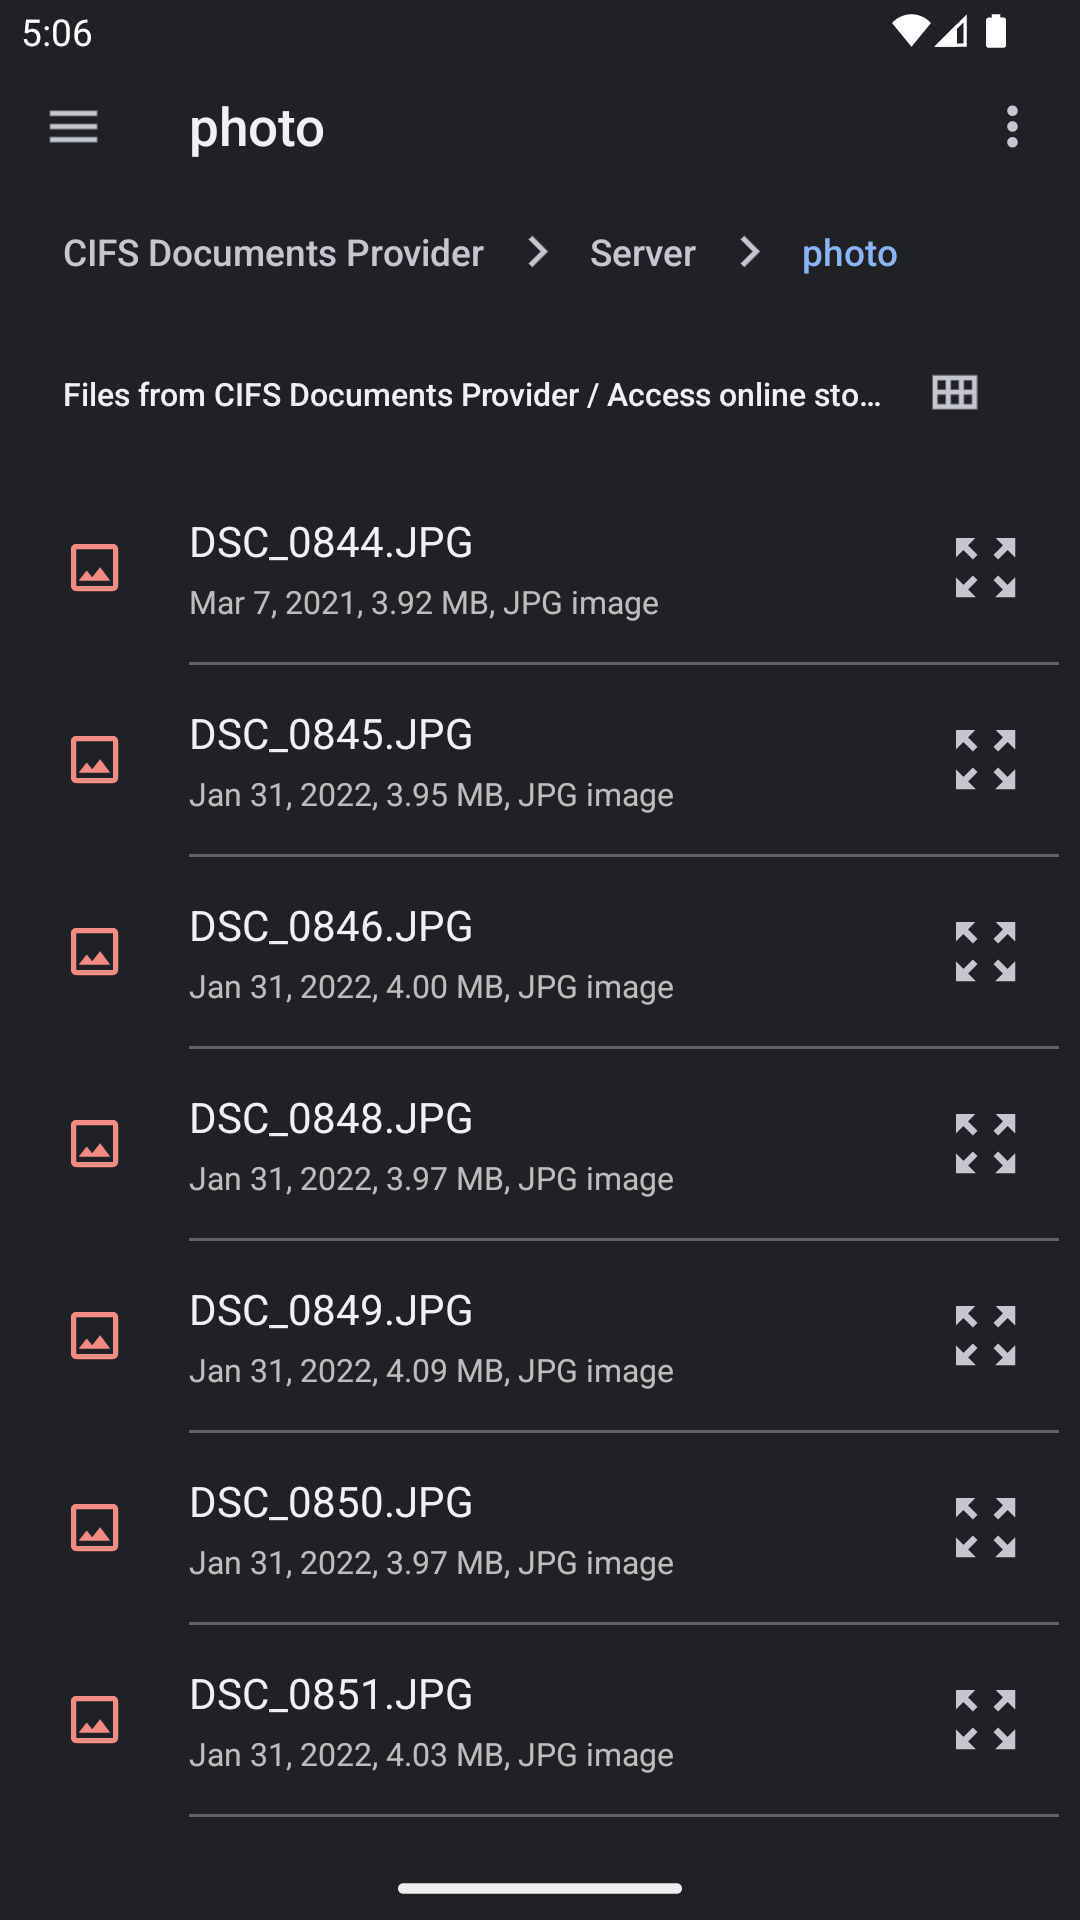 5:06
photo
CIFS Documents Provider
Server
photo
Files from CIFS Documents Provider / Access online sto...
DSC_0844.JPG
Mar 7, 2021, 3.92 MB, JPG image
DSC_0845.JPG
Jan 31, 2022, 3.95 MB, JPG image
DSC_0846.JPG
Jan 31, 2022, 4.00 MB, JPG image
DSC_0848.JPG
Jan 31, 2022, 3.97 MB, JPG image
DSC_0849.JPG
Jan 31, 2022, 4.09 MB, JPG image
DSC_0850.JPG
Jan 31, 2022, 3.97 MB, JPG image
DSC_0851.JPG
Jan 31, 2022, 4.03 MB, JPG image